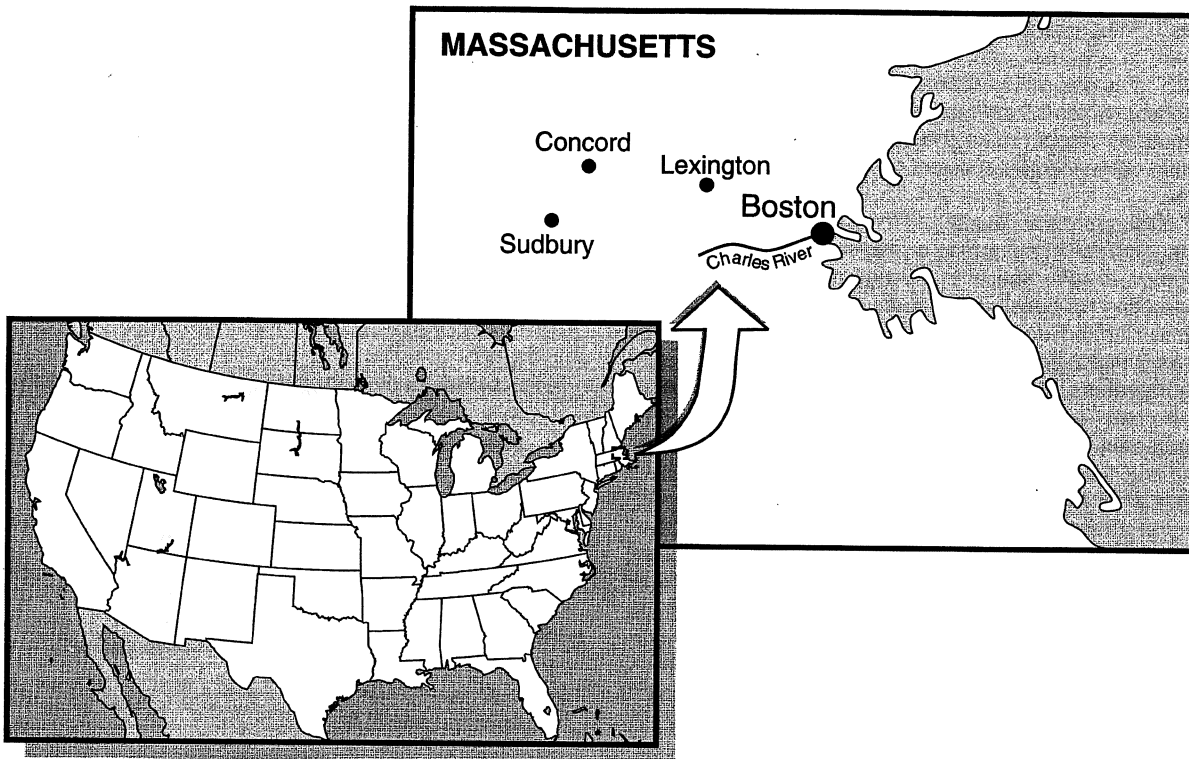 MASSACHUSETTS
Concord
Lexington
Boston
Sudbury
Charles River